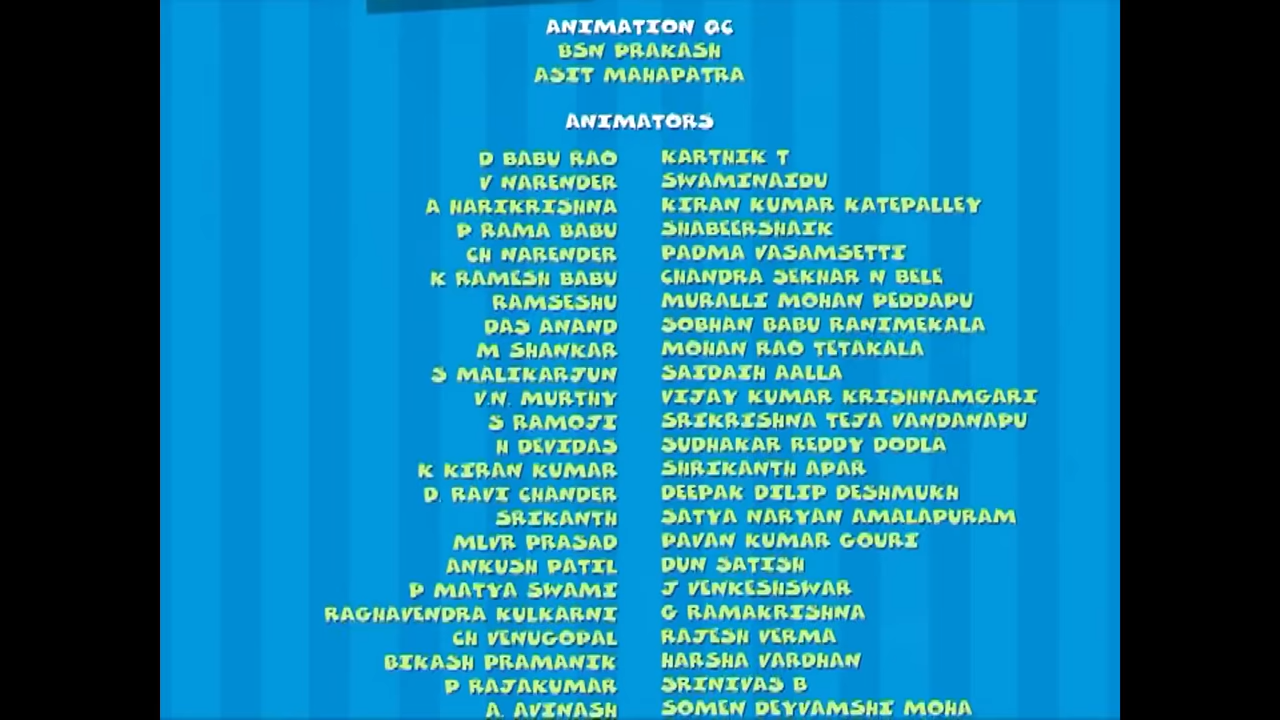 ANIMATION QC
BSN PRAKASH
ASIT MAHAPATRA
ANIMATORS
D BABU RAO KARTHIK T
V NARENDER SWAMINAIDU
A HARIKRISHNA KIRAN KUMAR KATEPALLEY
P RAMA BABU SHABEERSHAIK
CH NARENDER PADMA VASAMSETTI
K RAMESH BABU CHANDRA SEKHAR N BELE
RAMSESHU MURALLI MOHAN PEDDAPU
DAS ANAND SOBHAN BABU RANIMEKALA
M SHANKAR MOHAN RAO TETAKALA
S MALIKARJUN SAIDAIH AALLA
V.N. MURTHY VIJAY KUMAR KRISHNAMGARI
S RAMOJI SRIKRISHNA TEJA VANDANAPU
H DEVIDAS SUDHAKAR REDDY DODLA
K KIRAN KUMAR SHRIKANTH APAR
D. RAVI CHANDER DEEPAK DILIP DESHMUKH
SRIKANTH SATYA NARYAN AMALAPURAM
MLVR PRASAD PAVAN KUMAR GOURI
ANKUSH PATIL DUN SATISH
P MATYA SWAMI J VENKESHSWAR
RAGHAVENDRA KULKARNI G RAMAKRISHNA
CH VENUGOPAL RAJESH VERMA
BIKASH PRAMANIK HARSHA VARDHAN
P RAJAKUMAR SRINIVAS B
A. AVINASH SOMEN DEYVAMSHI MOHA